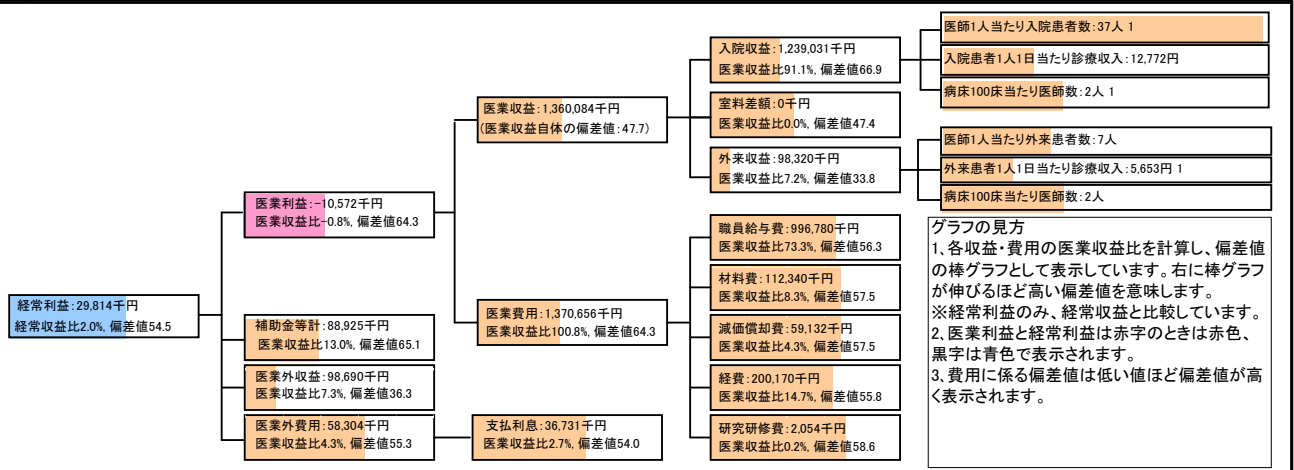 経常利益:29,814千円
経常収益比2.0%, 偏差値54.5
医業利益:-10,572千円
医業収益比-0.8%, 偏差値64.3
補助金等計:88,925千円
医業収益比13.0%, 偏差値65.1
医業外収益:98,690千円
医業収益比7.3%, 偏差値36.3
医業外費用:58,304千円
医業収益比4.3%, 偏差値55.3
支払利息:36,731千円
医業収益比2.7%, 偏差値54.0
医業収益:1,360,084千円
(医業収益自体の偏差値:47.7)
医業費用:1,370,656千円
医業収益比100.8%, 偏差値64.3
入院収益:1,239,031千円
医業収益比91.1%, 偏差値66.9
室料差額:0千円
医業収益比0.0%, 偏差値47.4
外来収益:98,320千円
医業収益比7.2%, 偏差値33.8
職員給与費:996,780千円
医業収益比73.3%, 偏差値56.3
材料費:112,340千円
医業収益比8.3%, 偏差値57.5
減価償却費:59,132千円
医業収益比4.3%, 偏差値57.5
経費:200,170千円
医業収益比14.7%, 偏差値55.8
研究研修費:2,054千円
医業収益比0.2%, 偏差値58.6
医師1人当たり入院患者数:37人 1
入院患者1人1日当たり診療収入:12,772円
病床100床当たり医師数:2人 1
医師1人当たり外来患者数:7人
外来患者1人1日当たり診療収入:5,653円 1
病床100床当たり医師数:2人
グラフの見方
1、各収益・費用の医業収益比を計算し、偏差値
の棒グラフとして表示しています。右に棒グラフ
が伸びるほど高い偏差値を意味します。
※経常利益のみ、経常収益と比較しています。
2、医業利益と経常利益は赤字のときは赤色、
黒字は青色で表示されます。
3、費用に係る偏差値は低い値ほど偏差値が高
く表示されます。